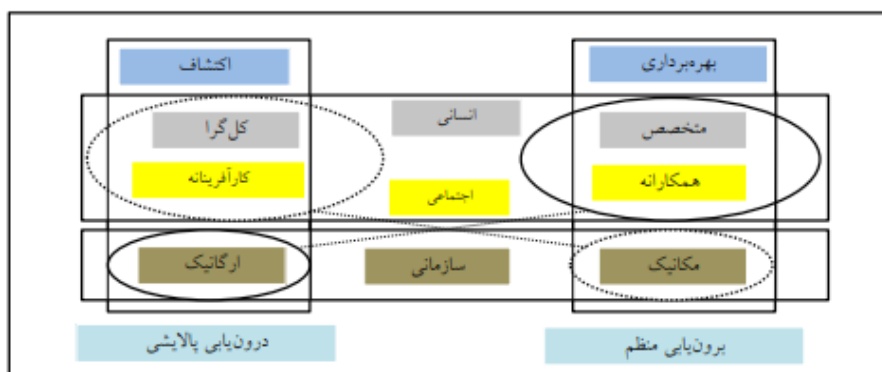 بهره‌برداری
اکتشاف
انسانی
متخصص
کل‌گرا
همکارانه
اجتماعی
کارآفرینانه
مکانیک
سازمانی
ارگانیک
برون‌یابی منظم
درون‌یابی پالایشی